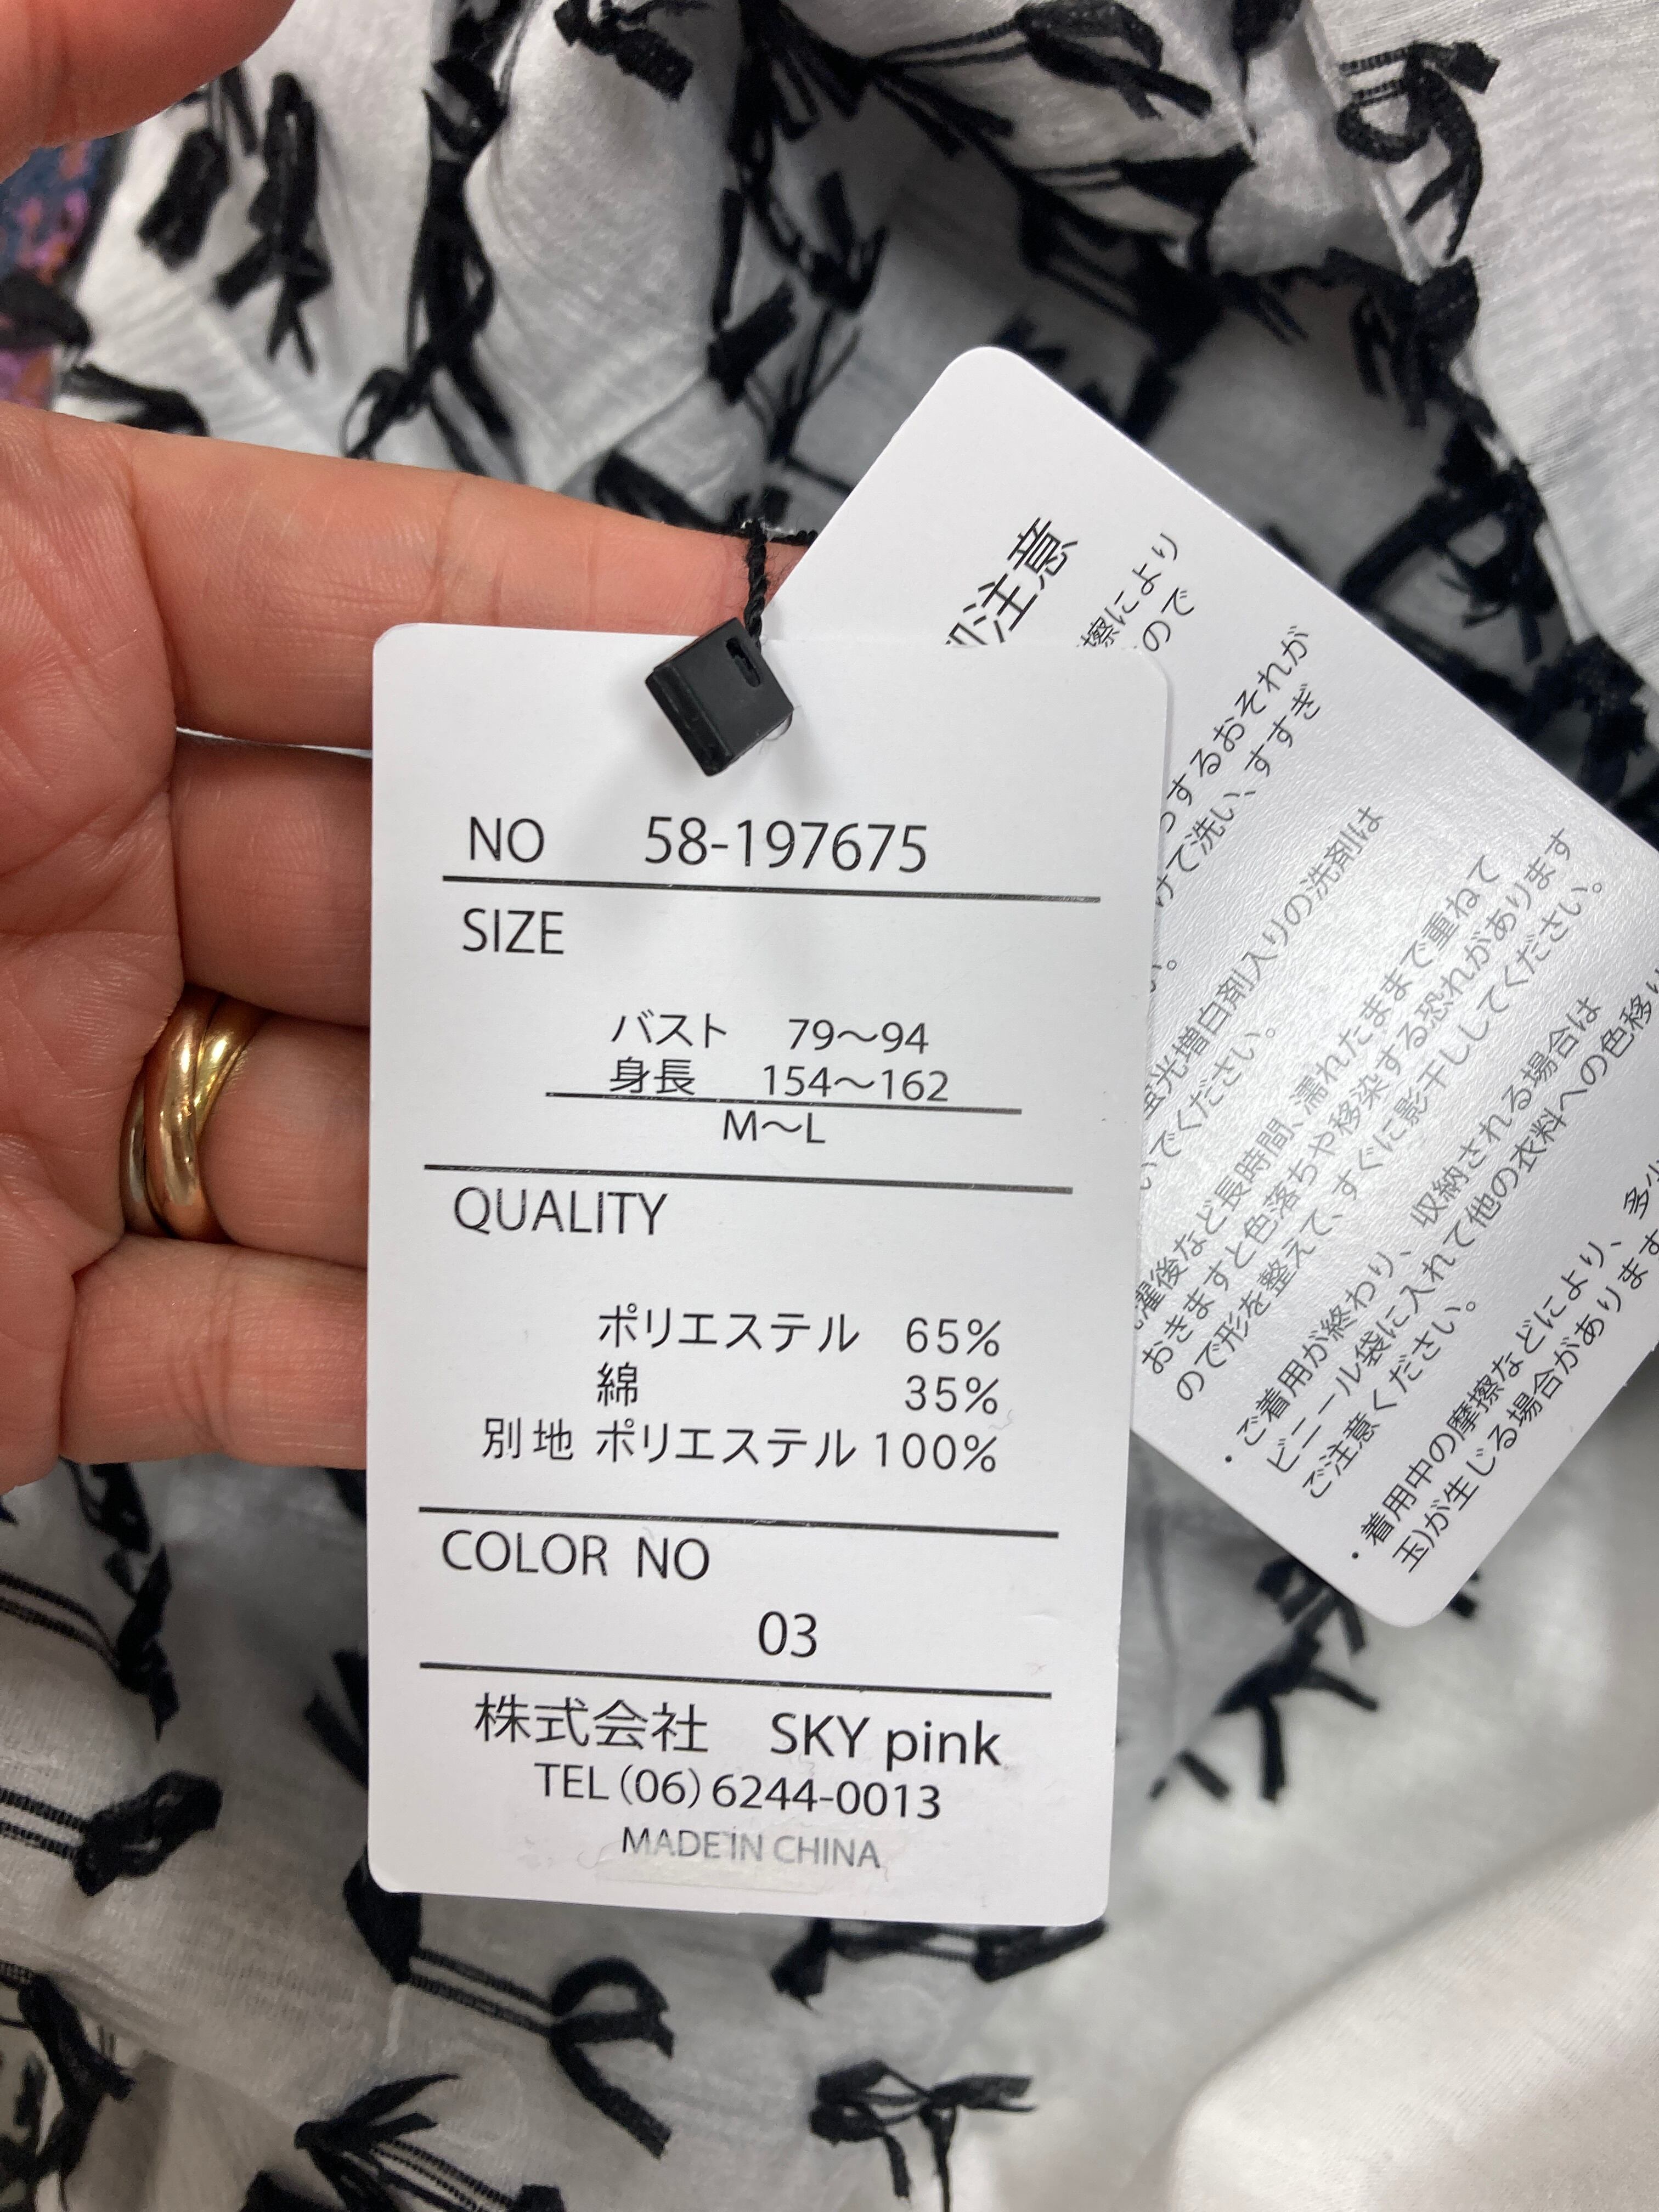 NO 58-197675
SIZE
バスト 79〜94
身長 154〜162
M〜L
QUALITY
ポリエステル 65%
綿 35%
別地 ポリエステル 100%
COLOR NO
03
株式会社 SKY pink
TEL(06)6244-0013
MADE IN CHINA
注意
擦により
ので
するおそれが
けて洗い、すすぎ
い。
蛍光増白剤入りの洗剤は
いでください。
濯後など長時間、濡れたままで重ねて
おきますと色落ちや移染する恐れがあります
ので形を整えて、すぐに影干ししてください。
・ご着用が終わり、収納される場合は
ビニール袋に入れて他の衣料への色移り
ご注意ください。
・着用中の摩擦などにより、多少
玉)が生じる場合があります